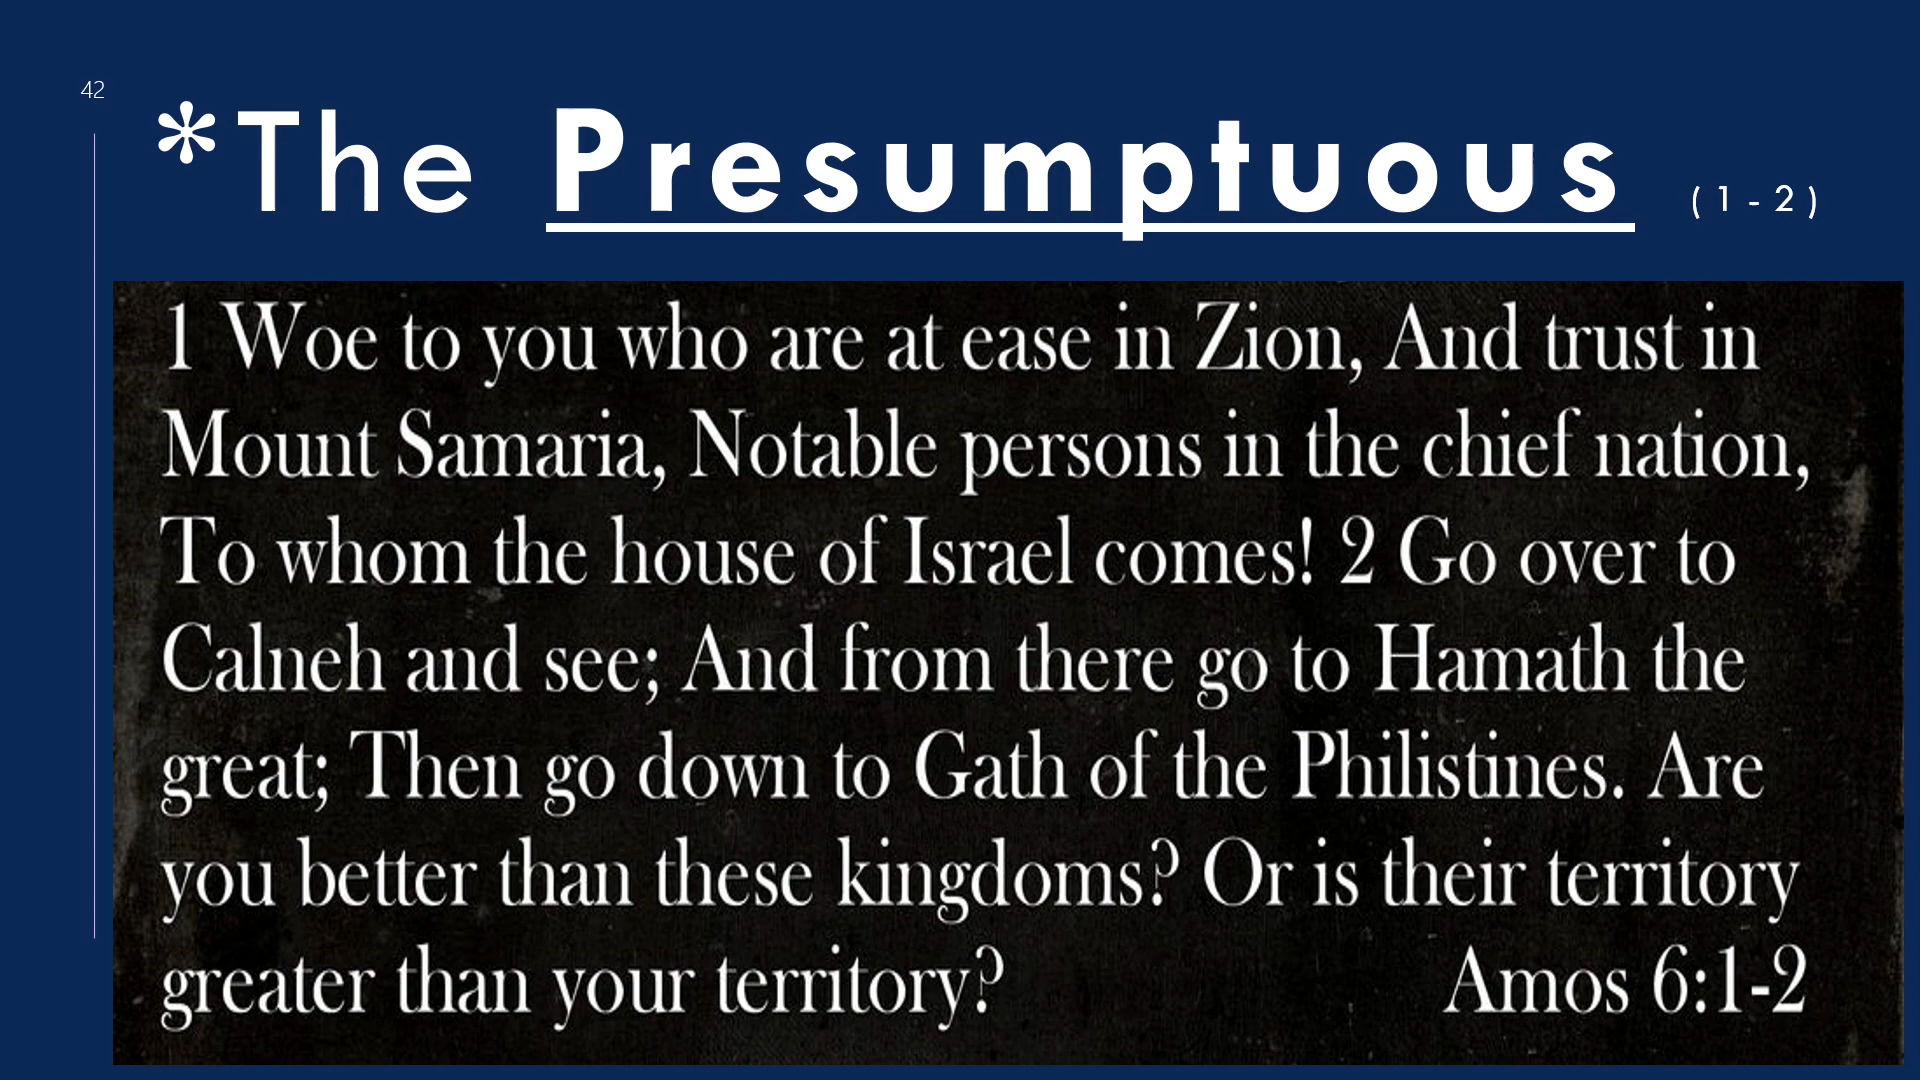 42
*The Presumptuous (1-2)
1 Woe to you who are at ease in Zion, And trust in
Mount Samaria, Notable persons in the chief nation,
To whom the house of Israel comes! 2 Go over to
Calneh and see; And from there go to Hamath the
great; Then go down to Gath of the Philistines. Are
you better than these kingdoms? Or is their territory
greater than your territory? Amos 6:1-2